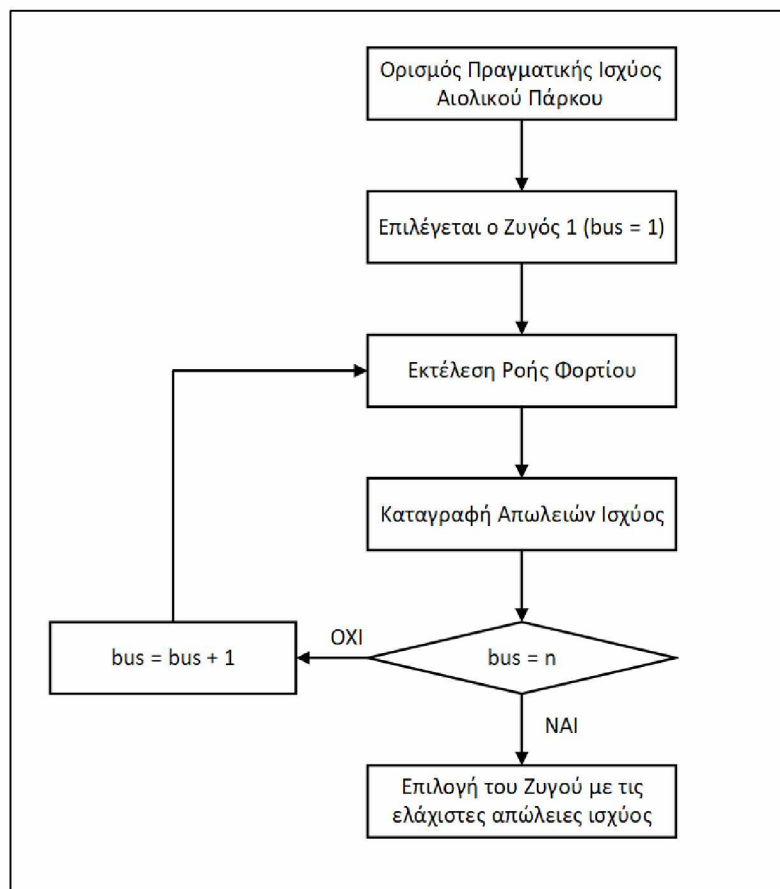 Ορισμός Πραγματικής Ισχύος
Αιολικού Πάρκου
Επιλέγεται ο Ζυγός 1 (bus = 1)
Εκτέλεση Ροής Φορτίου
Καταγραφή Απωλειών Ισχύος
ΟΧΙ
bus = bus + 1
bus = n
ΝΑΙ
Επιλογή του Ζυγού με τις
ελάχιστες απώλειες ισχύος